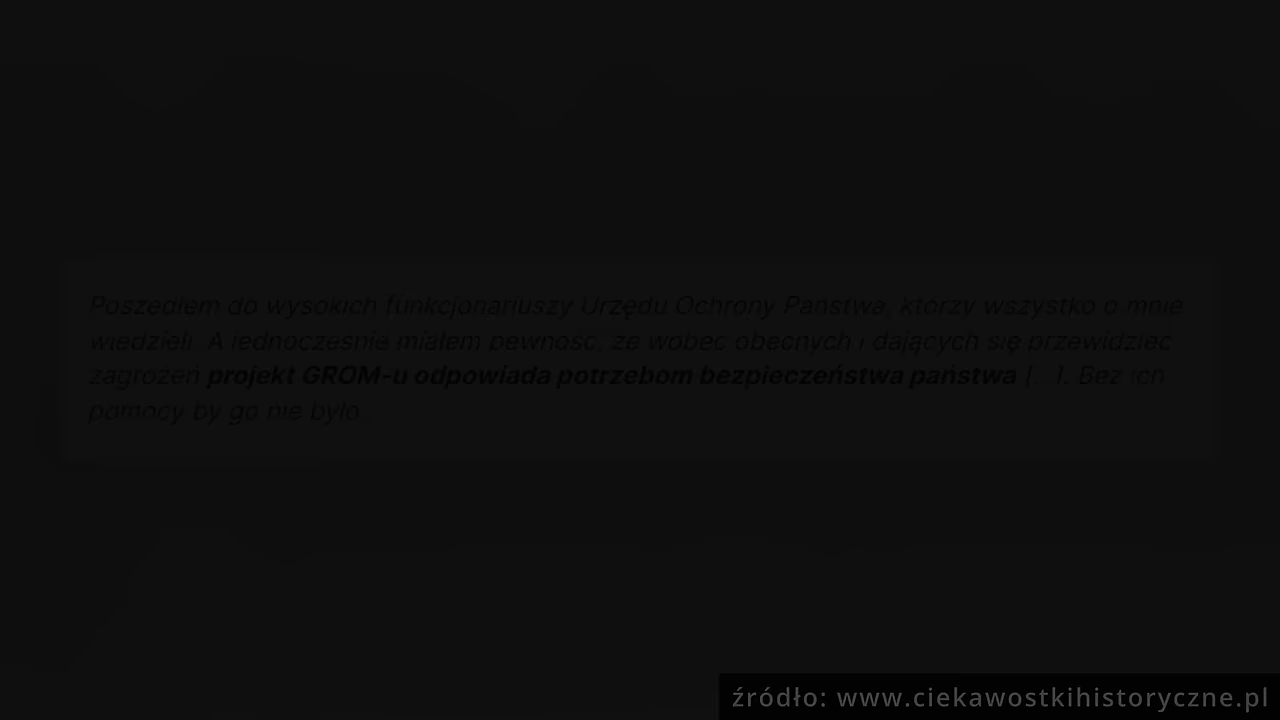 Poszedłem do wysokich funkcjonariuszy Urzędu Ochrony Państwa, którzy wszystko o mnie
wiedzieli. A jednocześnie miałem pewność, że wobec obecnych i dających się przewidzieć
zagrożeń projekt GROM-u odpowiada potrzebom bezpieczeństwa państwa [...]. Bez ich
pomocy by go nie było...
źródło: www.ciekawostkihistoryczne.pl